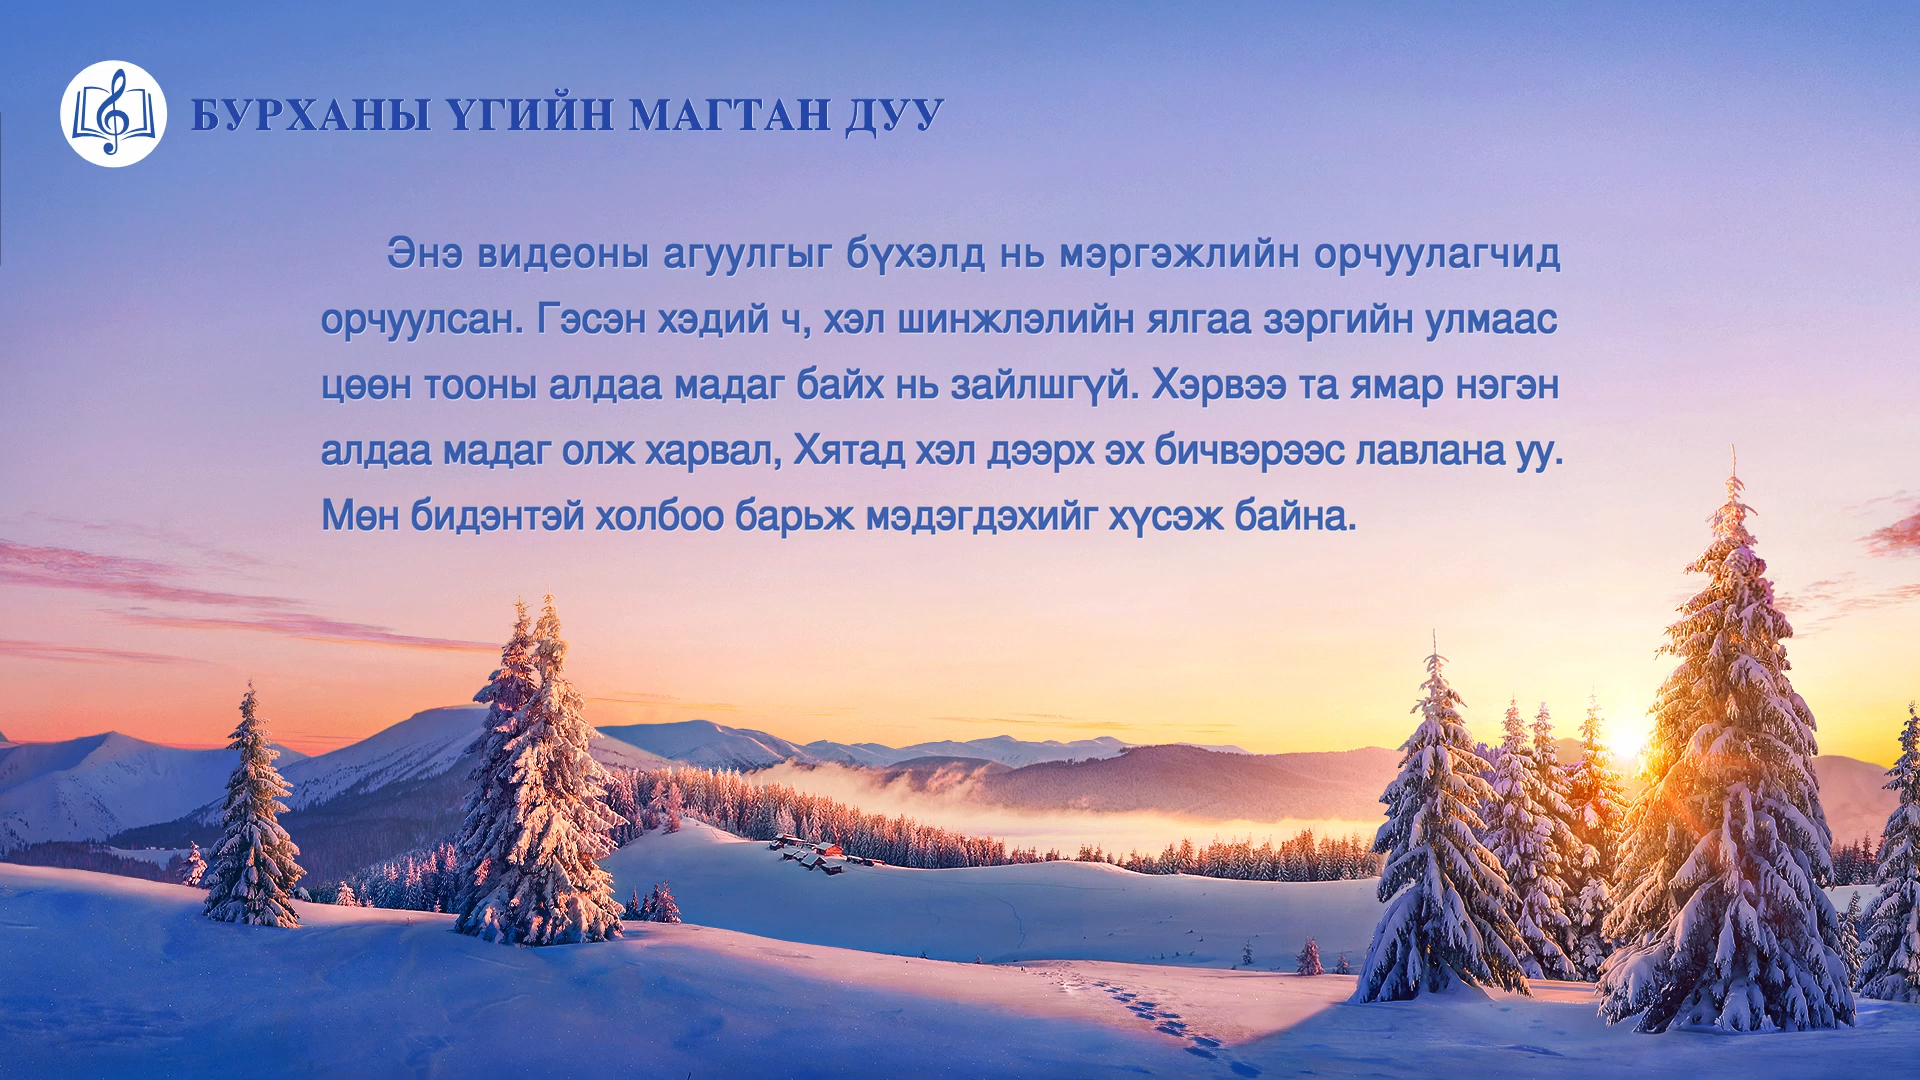 БУРХАНЫ ҮГИЙН МАГТАН ДУУ
Энэ видеоны агуулгыг бүхэлд нь мэргэжлийн орчуулагчид
орчуулсан. Гэсэн хэдий ч, хэл шинжлэлийн ялгаа зэргийн улмаас
цөөн тооны алдаа мадаг байх нь зайлшгүй. Хэрвээ та ямар нэгэн
алдаа мадаг олж харвал, Хятад хэл дээрх эх бичвэрээс лавлана уу.
Мөн бидэнтэй холбоо барьж мэдэгдэхийг хүсэж байна.